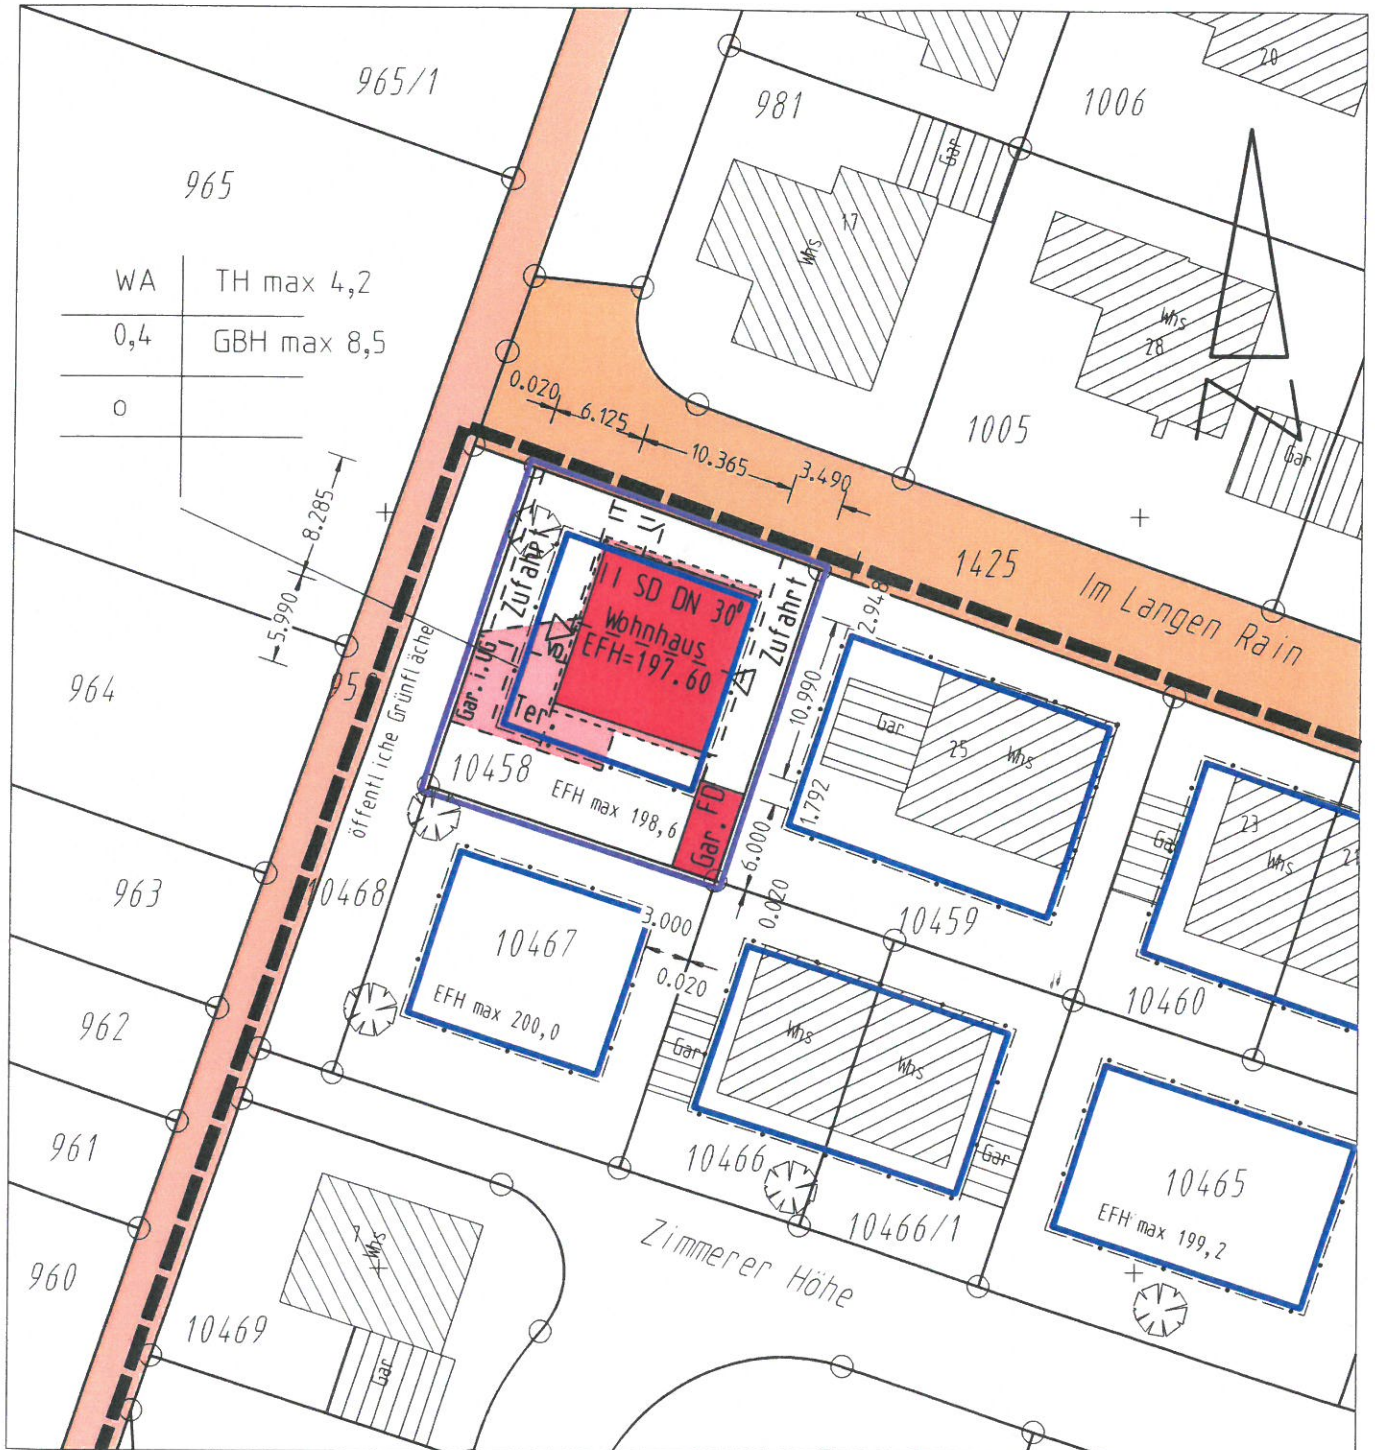 965/1
981
20
1006
965
Gar
17
Whs
WA TH max 4,2
0,4 GBH max 8,5
O
Whs
28
1005
Gar
0.020
6.125
10.365
3.490
8.285
5.990
1425
Im Langen Rain
Zufahrt
II SD DN 30°
Wohnhaus
EFH=197.60
Zufahrt
2.948
10.990
1.792
Gar. i. UG
Ter.
964
öffentliche Grünfläche
10458
EFH max 198,6
Gar. FD
6.000
0.020
Gar
25
Whs
23
Gar
Whs
963
10468
10467
EFH max 200,0
3.000
0.020
10459
10460
962
Gar
Whs
Whs
961
10466
Gar
10465
EFH max 199,2
10466/1
Zimmerer Höhe
960
7
Whs
10469
Gar